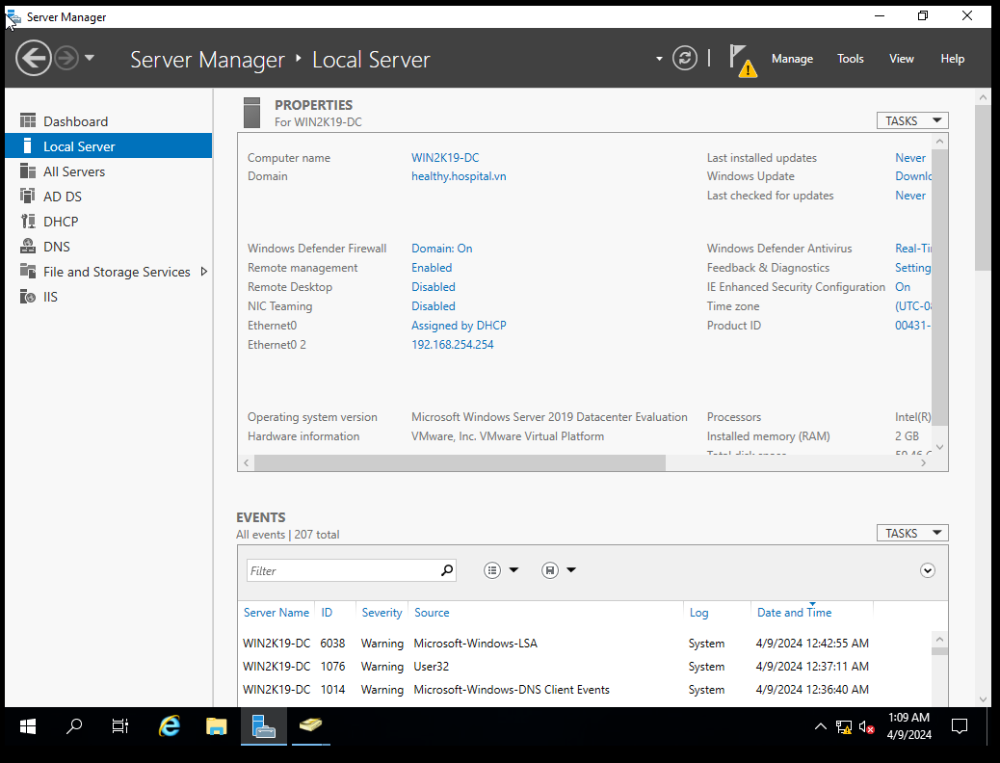 Server Manager
Server Manager ‣ Local Server
Manage Tools View Help
Dashboard
Local Server
All Servers
AD DS
DHCP
DNS
File and Storage Services
IIS
PROPERTIES
For WIN2K19-DC
TASKS
Computer name WIN2K19-DC Last installed updates Never
Domain healthy.hospital.vn Windows Update Downlo
Last checked for updates Never
Windows Defender Firewall Domain: On Windows Defender Antivirus Real-Ti
Remote management Enabled Feedback & Diagnostics Setting
Remote Desktop Disabled IE Enhanced Security Configuration On
NIC Teaming Disabled Time zone (UTC-08
Ethernet0 Assigned by DHCP Product ID 00431-
Ethernet0 2 192.168.254.254
Operating system version Microsoft Windows Server 2019 Datacenter Evaluation Processors Intel(R)
Hardware information VMware, Inc. VMware Virtual Platform Installed memory (RAM) 2 GB
Total disk space 59.46 G
EVENTS
All events | 207 total
TASKS
Filter
Server Name ID Severity Source Log Date and Time
WIN2K19-DC 6038 Warning Microsoft-Windows-LSA System 4/9/2024 12:42:55 AM
WIN2K19-DC 1076 Warning User32 System 4/9/2024 12:37:11 AM
WIN2K19-DC 1014 Warning Microsoft-Windows-DNS Client Events System 4/9/2024 12:36:40 AM
1:09 AM
4/9/2024